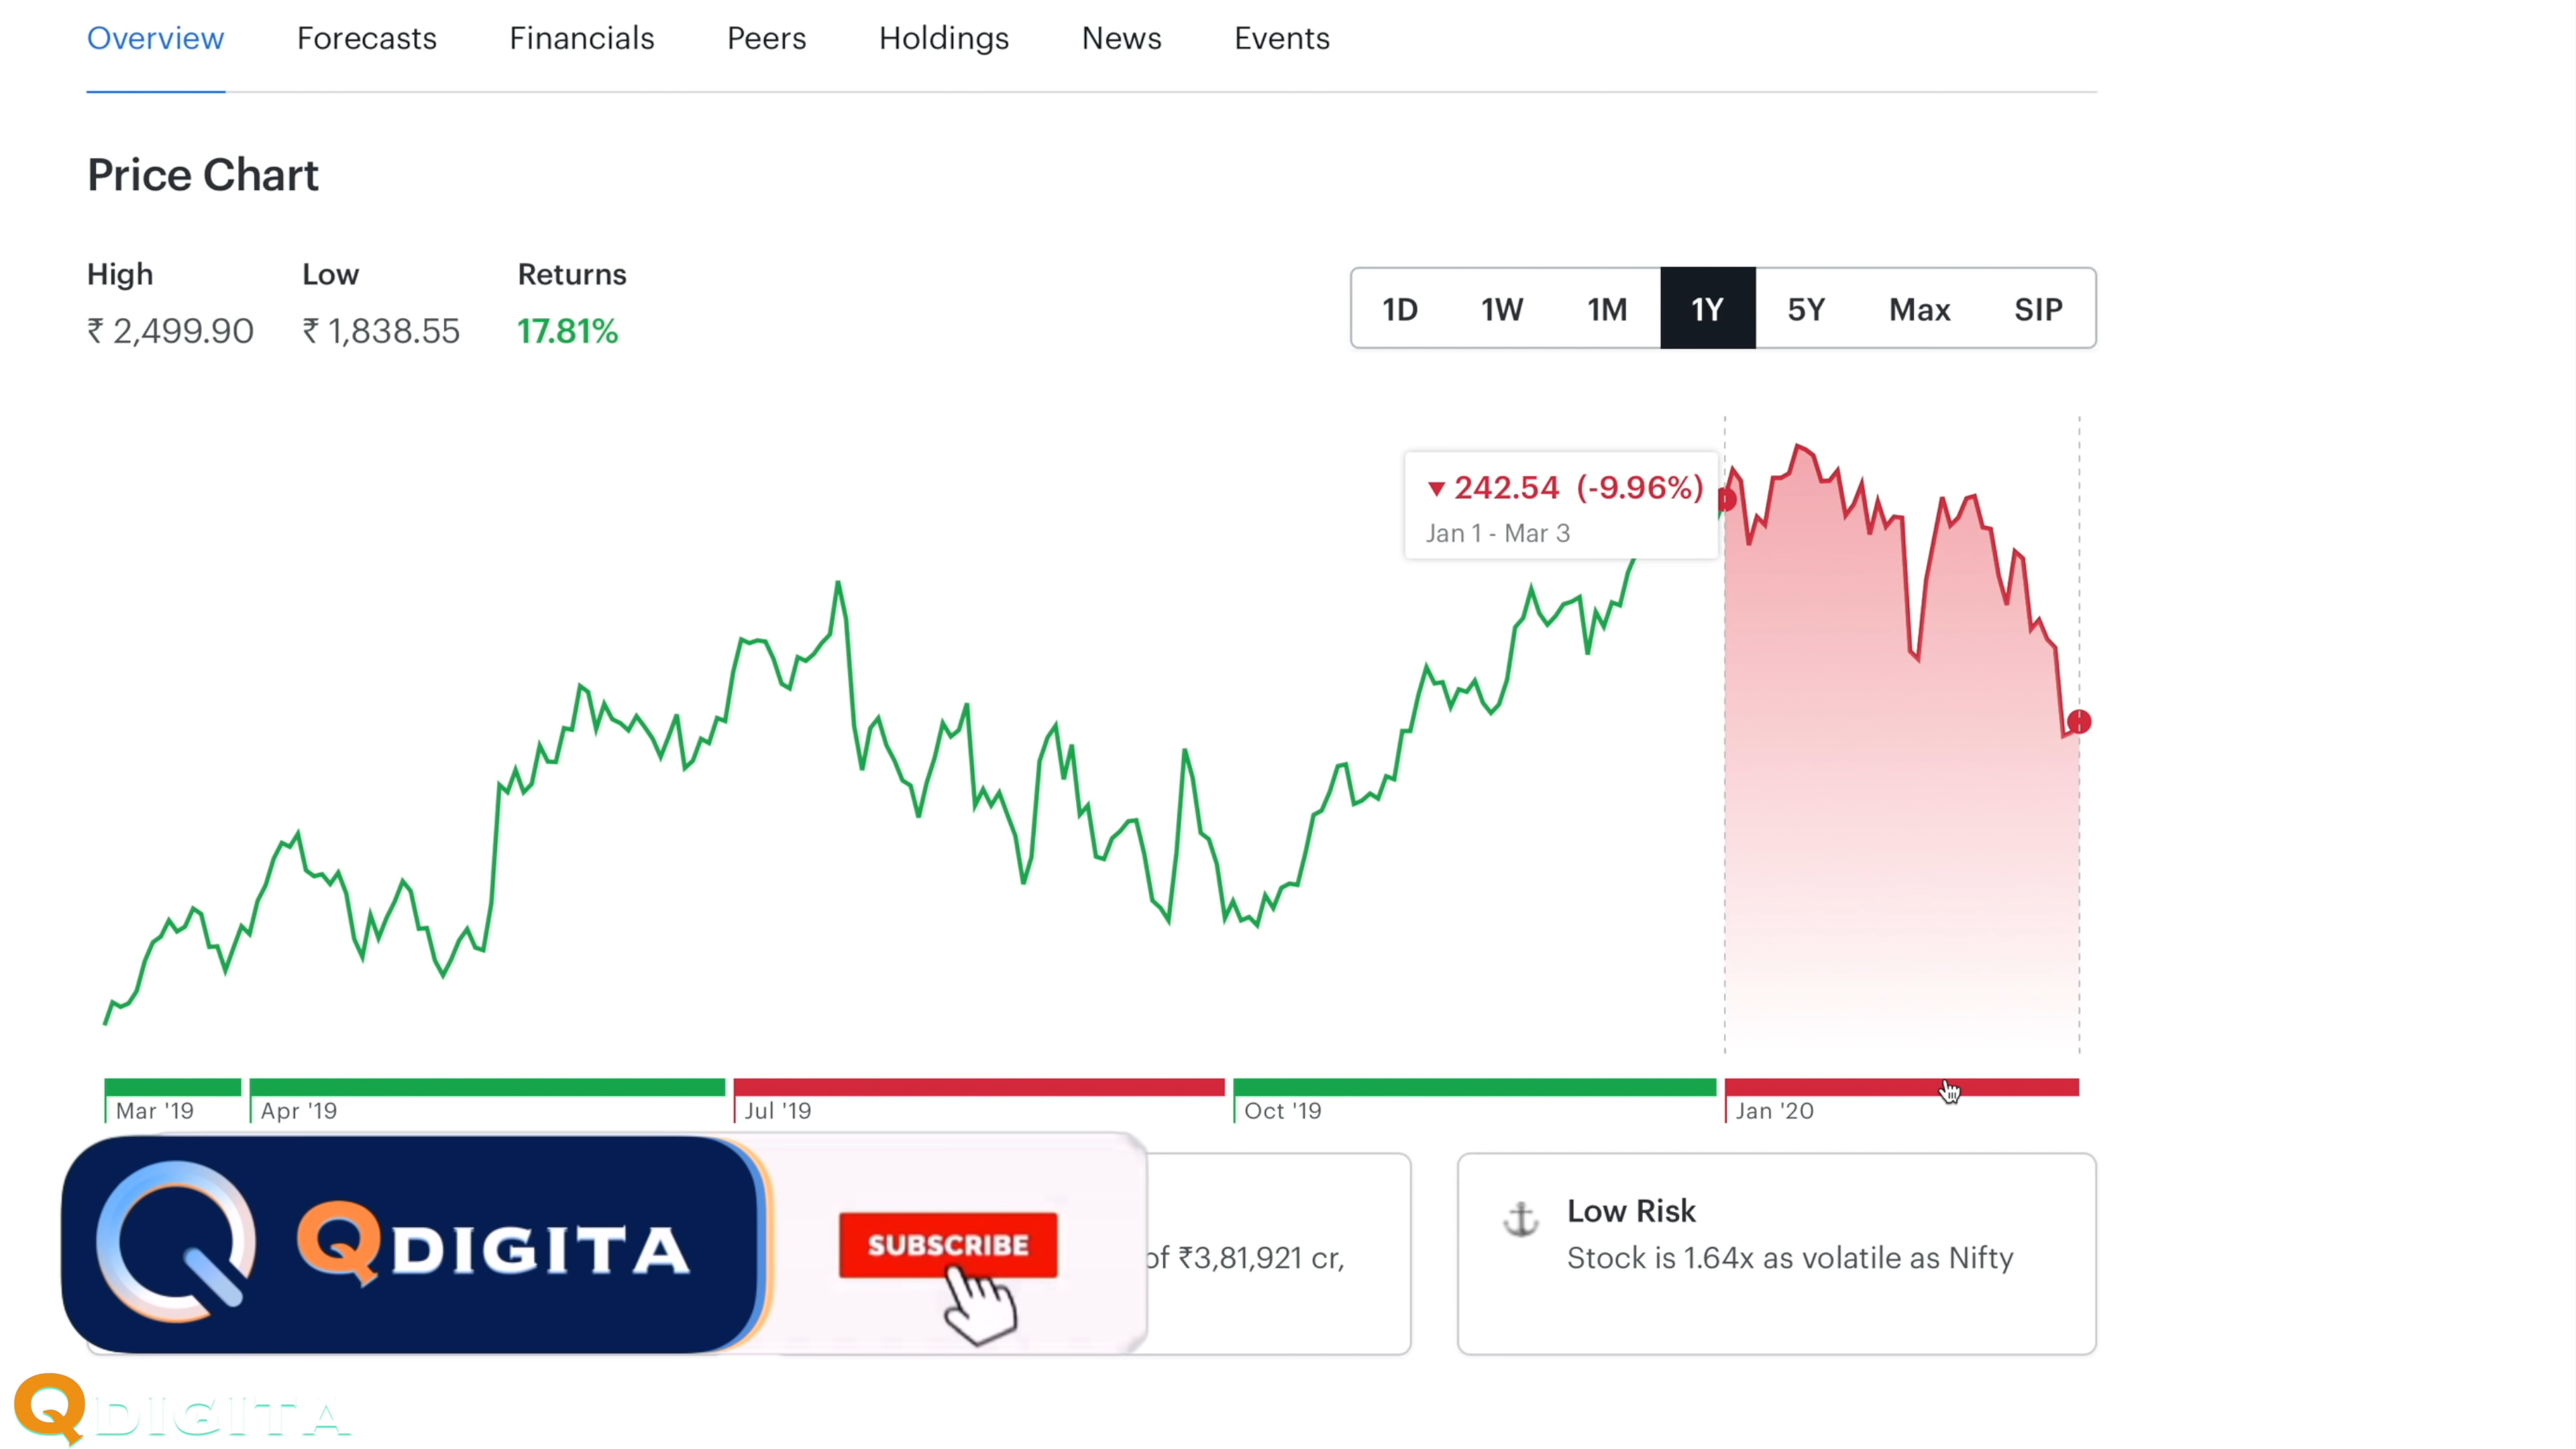 Overview Forecasts Financials Peers Holdings News Events
Price Chart
High Low Returns
₹ 2,499.90 ₹ 1,838.55 17.81%
1D 1W 1M 1Y 5Y Max SIP
▼ 242.54 (-9.96%)
Jan 1 - Mar 3
Mar '19 Apr '19 Jul '19 Oct '19 Jan '20
QDIGITA
SUBSCRIBE
of ₹3,81,921 cr,
Low Risk
Stock is 1.64x as volatile as Nifty
QDIGITA